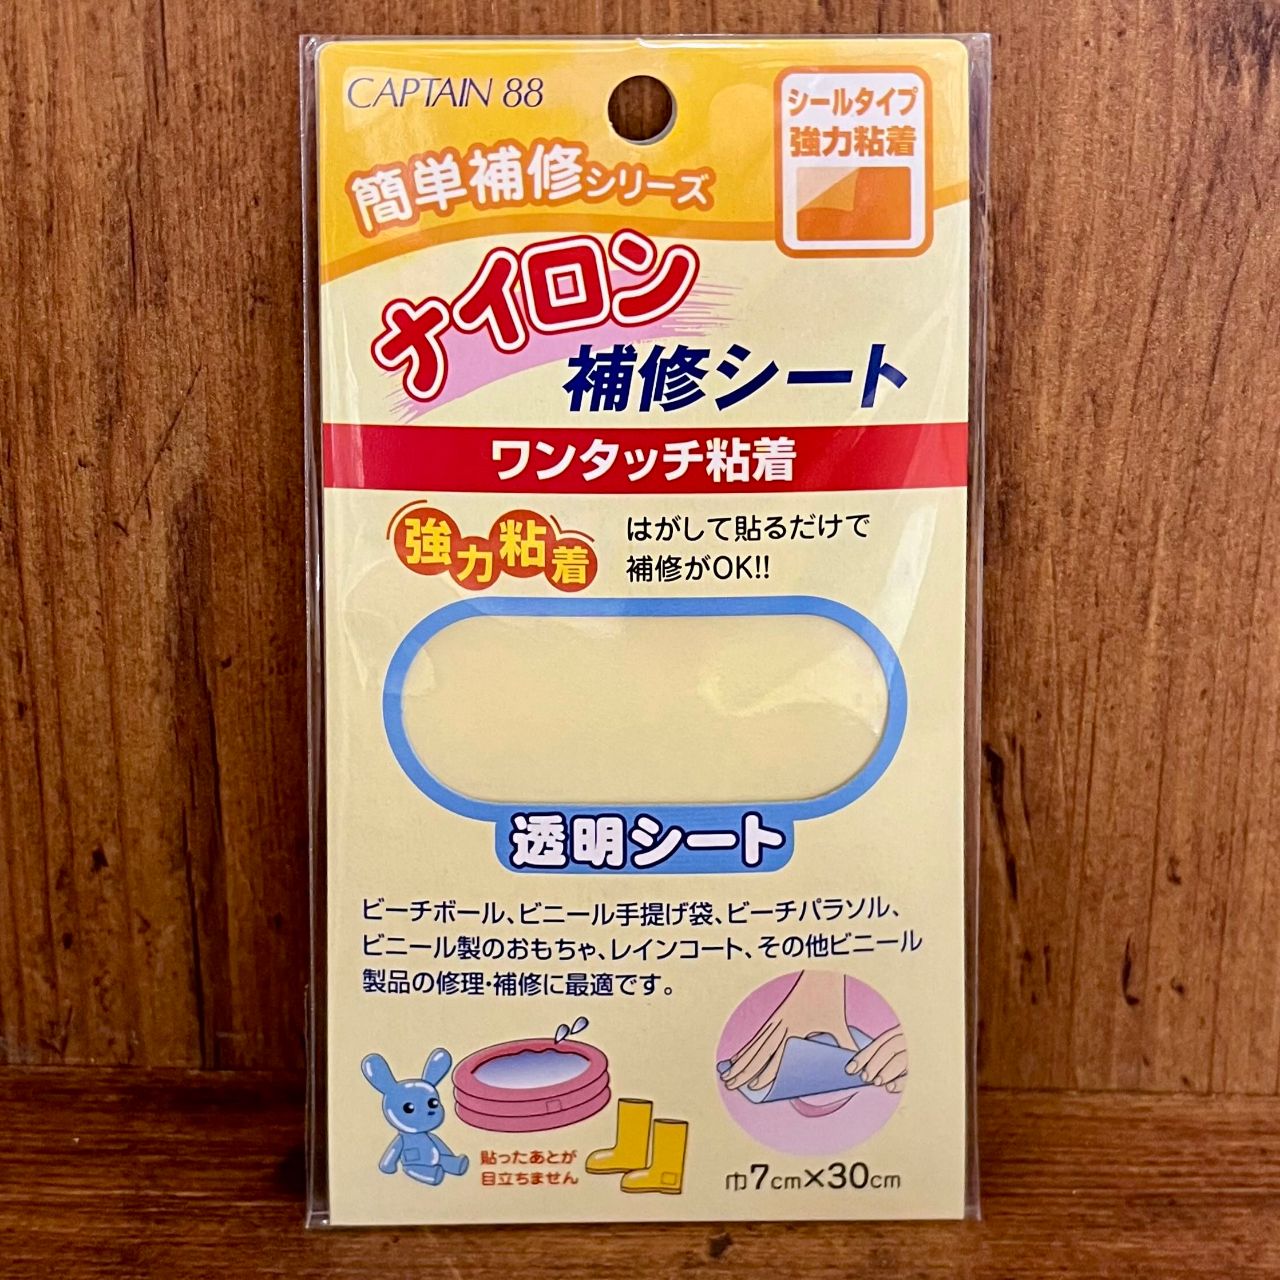 CAPTAIN 88
シールタイプ
強力粘着
簡単補修シリーズ
ナイロン
補修シート
ワンタッチ粘着
強力粘着
はがして貼るだけで
補修がOK!!
透明シート
ビーチボール、ビニール手提げ袋、ビーチパラソル、
ビニール製のおもちゃ、レインコート、その他ビニール
製品の修理・補修に最適です。
貼ったあとが
目立ちません
巾7cm×30cm